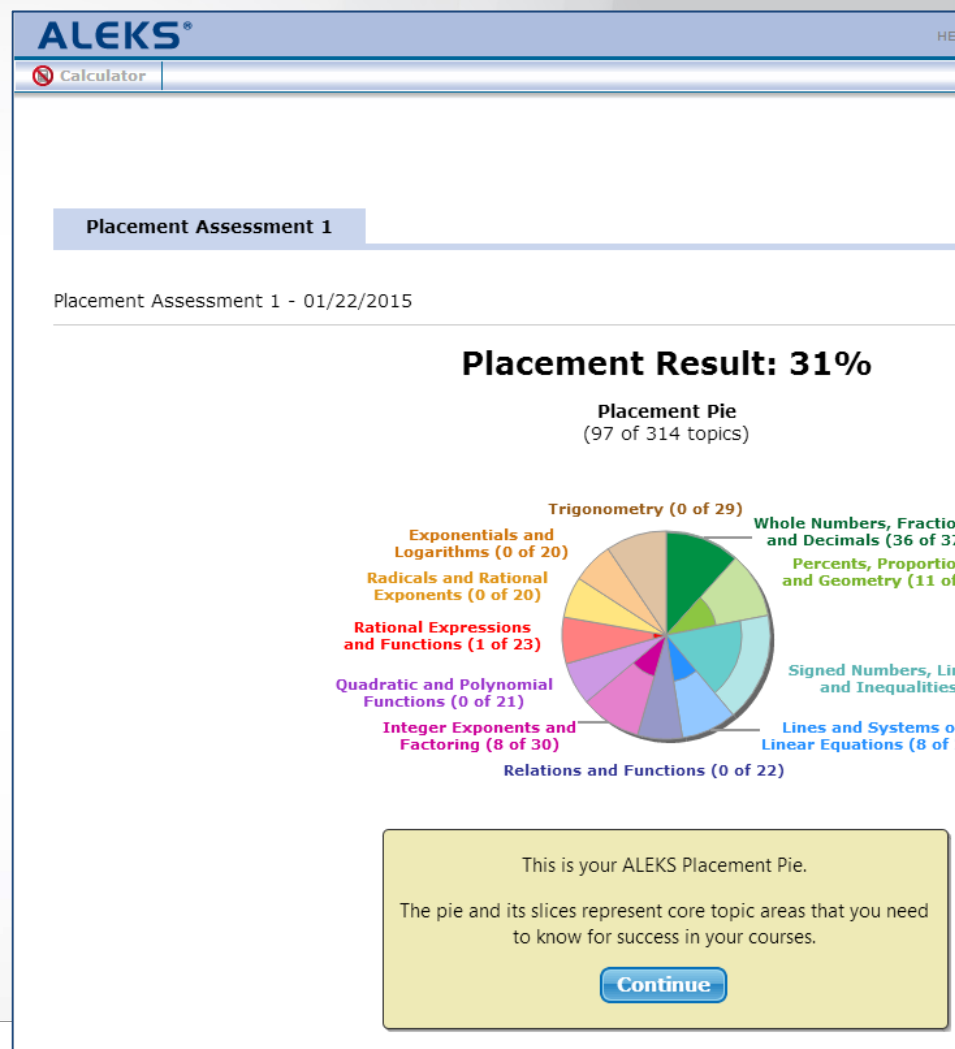 ALEKS®
HE
Calculator
Placement Assessment 1
Placement Assessment 1 - 01/22/2015
Placement Result: 31%
Placement Pie
(97 of 314 topics)
Trigonometry (0 of 29)
Whole Numbers, Fractio
and Decimals (36 of 37
Exponentials and
Logarithms (0 of 20)
Percents, Proportio
and Geometry (11 of
Radicals and Rational
Exponents (0 of 20)
Rational Expressions
and Functions (1 of 23)
Signed Numbers, Li
and Inequalities
Quadratic and Polynomial
Functions (0 of 21)
Integer Exponents and
Factoring (8 of 30)
Lines and Systems o
Linear Equations (8 of
Relations and Functions (0 of 22)
This is your ALEKS Placement Pie.
The pie and its slices represent core topic areas that you need
to know for success in your courses.
Continue